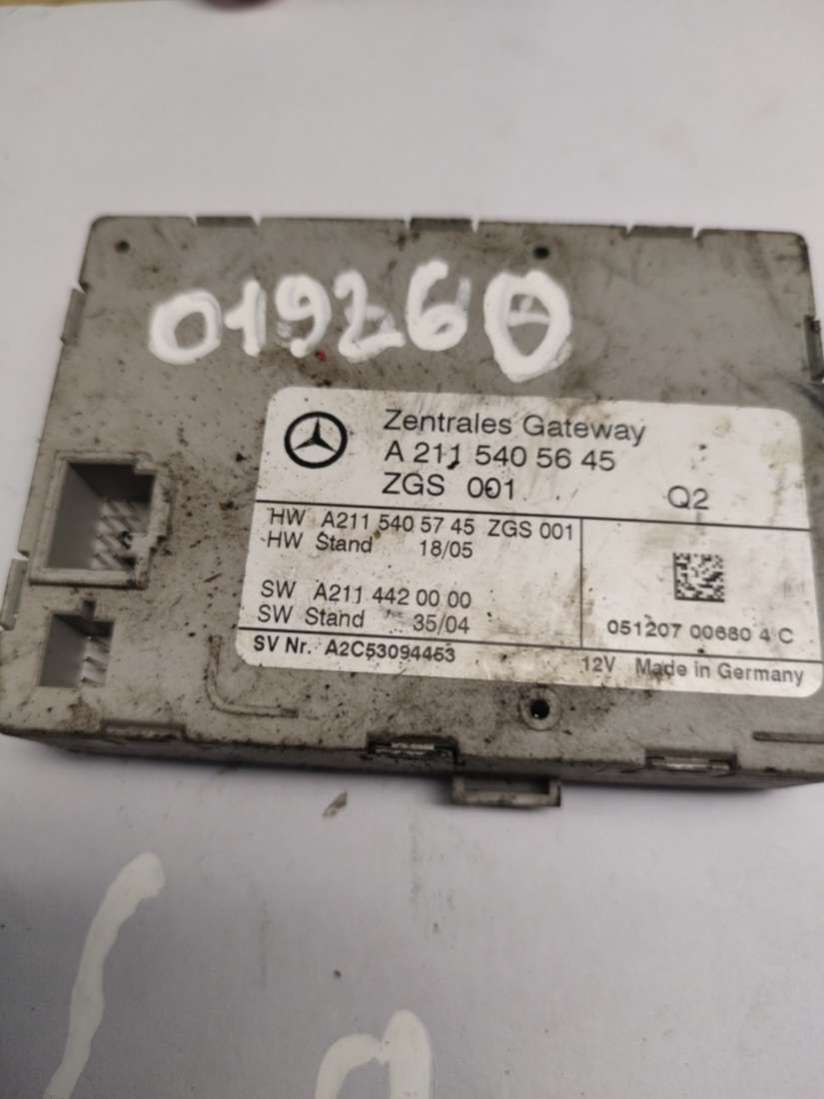 019260
Zentrales Gateway
A 211 540 56 45
ZGS 001
Q2
HW A211 540 57 45 ZGS 001
HW Stand 18/05
SW A211 442 00 00
SW Stand 35/04
051207 00680 4 C
SV Nr. A2C53094463
12V Made in Germany